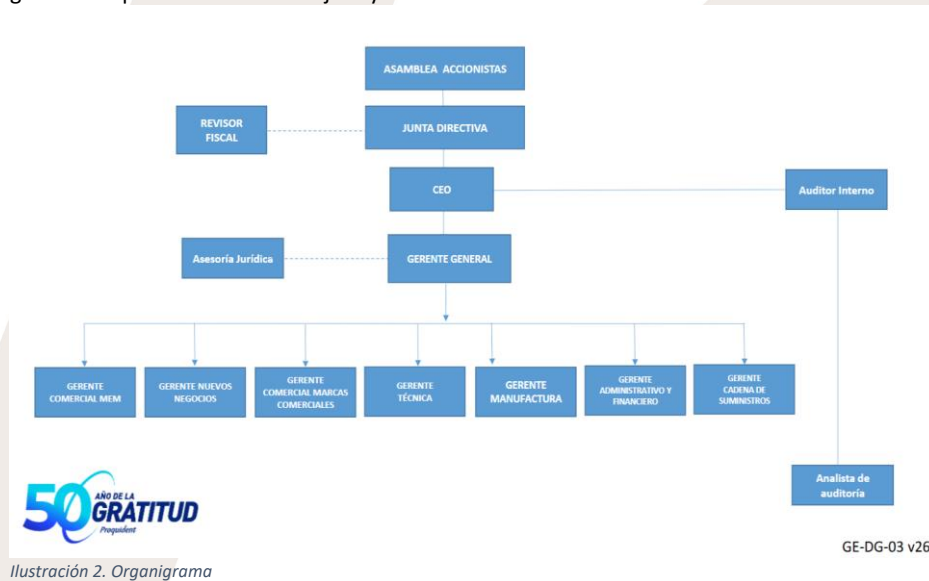 ASAMBLEA ACCIONISTAS
REVISOR
FISCAL
JUNTA DIRECTIVA
CEO
Auditor Interno
Asesoría Jurídica
GERENTE GENERAL
GERENTE
COMERCIAL MEM
GERENTE NUEVOS
NEGOCIOS
GERENTE
COMERCIAL MARCAS
COMERCIALES
GERENTE
TÉCNICA
GERENTE
MANUFACTURA
GERENTE
ADMINISTRATIVO Y
FINANCIERO
GERENTE
CADENA DE
SUMINISTROS
Analista de
auditoría
50 AÑO DE LA
GRATITUD
Proquident
GE-DG-03 v26
Ilustración 2. Organigrama